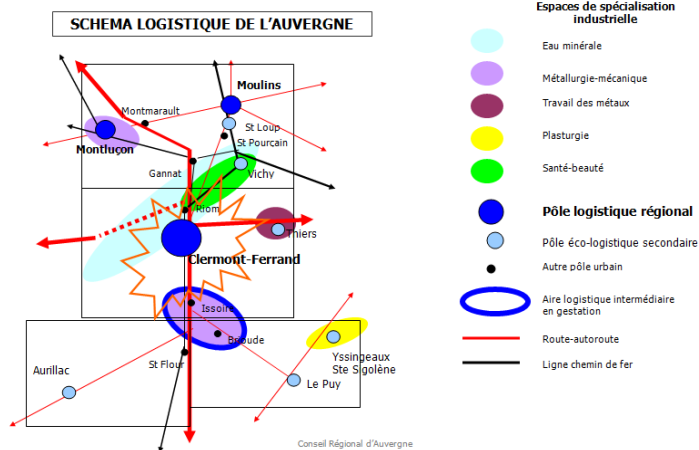 SCHEMA LOGISTIQUE DE L'AUVERGNE
Moulins
Montmarault
St Loup
St Pourcain
Montluçon
Gannat
Vichy
Riom
Thiers
Clermont-Ferrand
Issoire
Brioude
St Flour
Aurillac
Yssingeaux
Ste Sigolène
Le Puy
Conseil Régional d'Auvergne
Espaces de spécialisation
industrielle
Eau minérale
Métallurgie-mécanique
Travail des métaux
Plasturgie
Santé-beauté
Pôle logistique régional
Pôle éco-logistique secondaire
Autre pôle urbain
Aire logistique intermédiaire
en gestation
Route-autoroute
Ligne chemin de fer